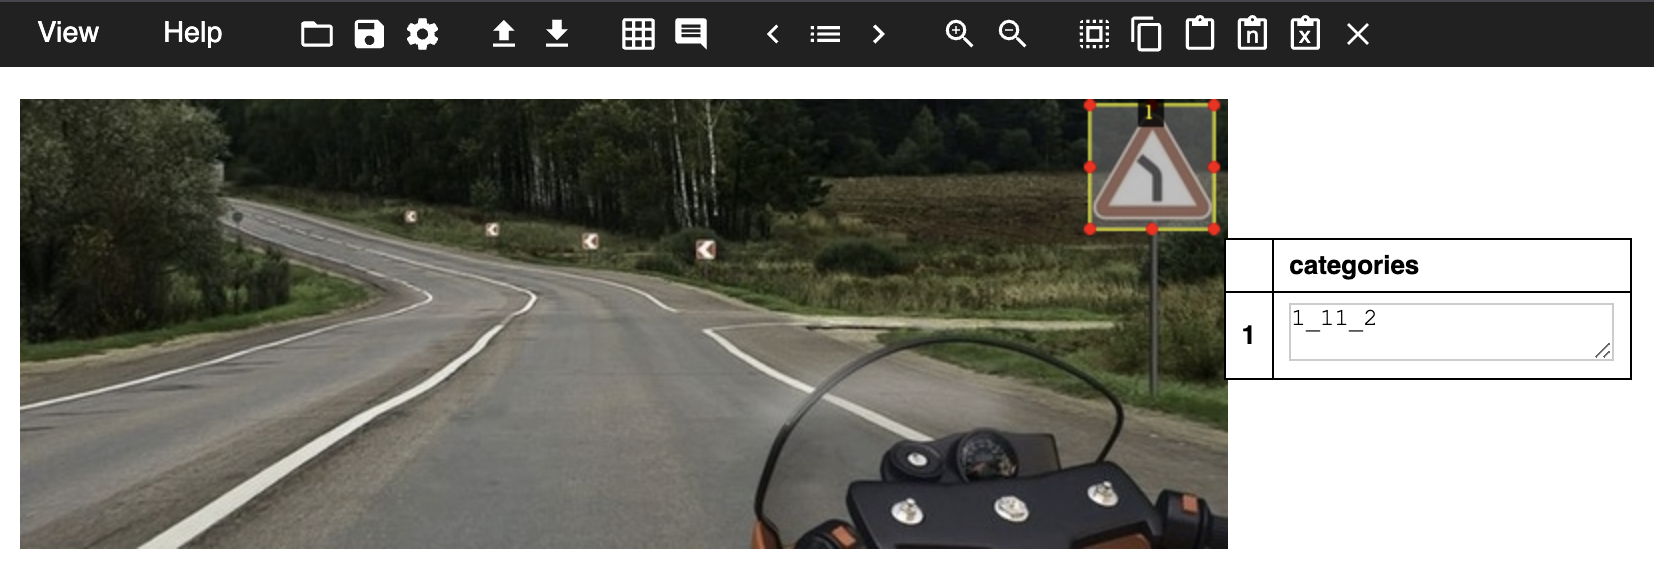 View Help
n x
1
categories
1 1_11_2